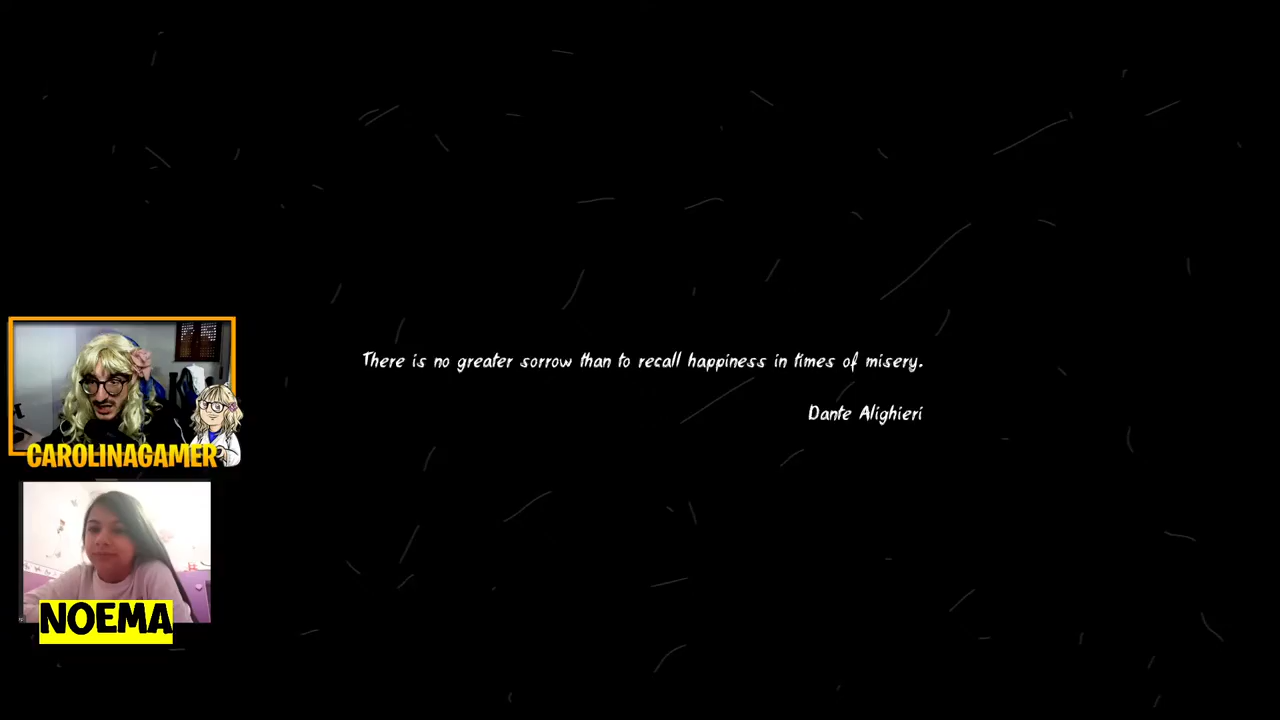 There is no greater sorrow than to recall happiness in times of misery.
Dante Alighieri
CAROLINAGAMER
NOEMA